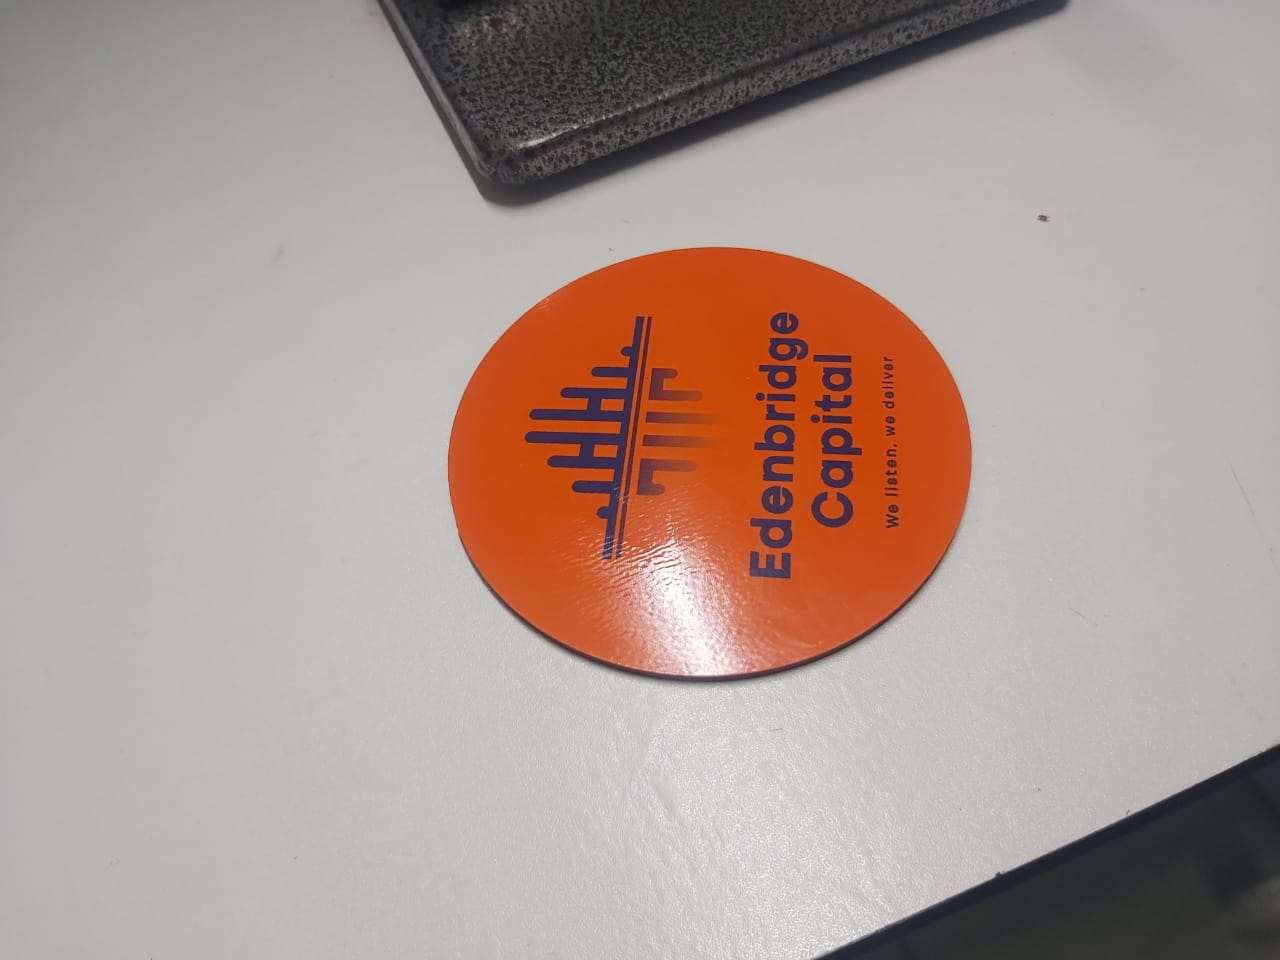 Edenbridge
Capital
We listen, we deliver